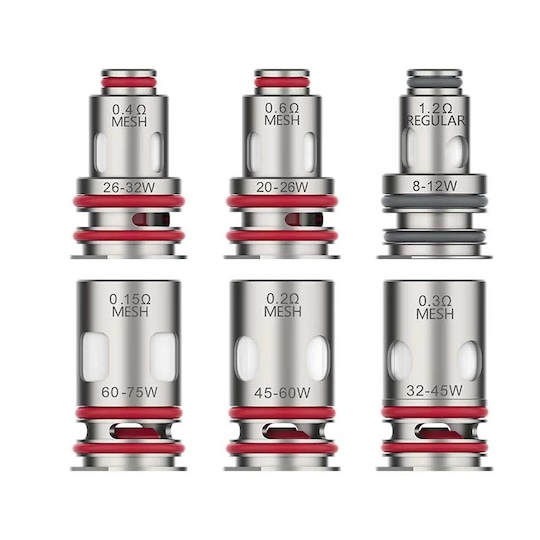 0.4Ω
MESH
26-32W
0.6Ω
MESH
20-26W
1.2Ω
REGULAR
8-12W
0.15Ω
MESH
60-75W
0.2Ω
MESH
45-60W
0.3Ω
MESH
32-45W